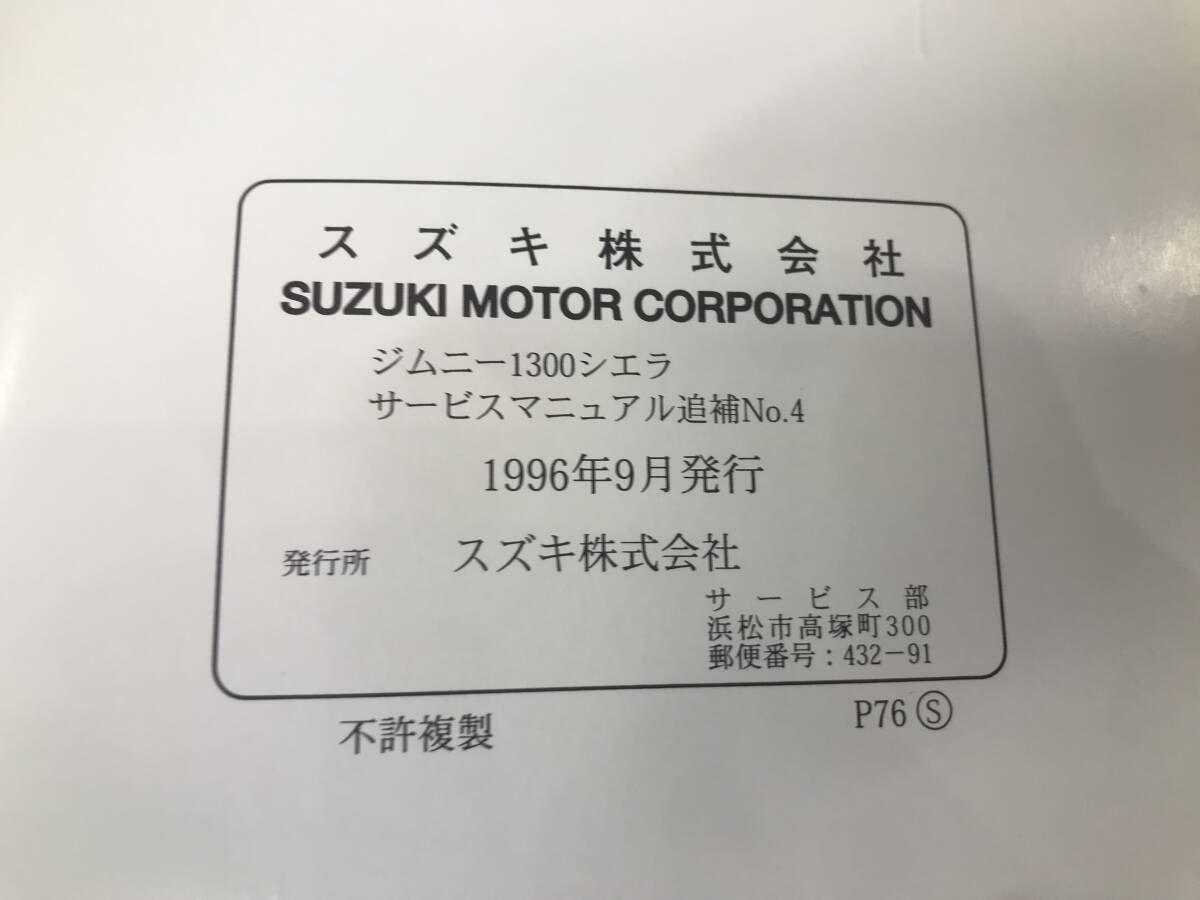 スズキ株式会社
SUZUKI MOTOR CORPORATION
ジムニー1300シエラ
サービスマニュアル追補No.4
1996年9月発行
発行所 スズキ株式会社
サービス部
浜松市高塚町300
郵便番号：432−91
不許複製
P76 Ⓢ